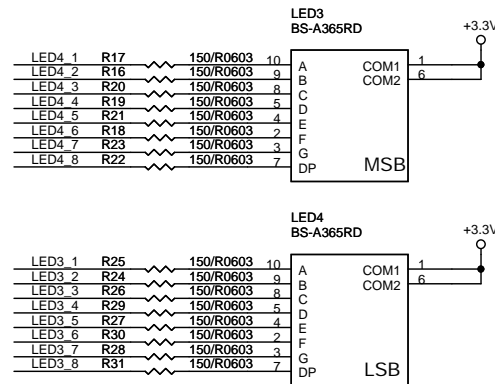 LED3
BS-A365RD
+3.3V
LED4_1 R17 150/R0603 10 A COM1 1
LED4_2 R16 150/R0603 9 B COM2 6
LED4_3 R20 150/R0603 8 C
LED4_4 R19 150/R0603 5 D
LED4_5 R21 150/R0603 4 E
LED4_6 R18 150/R0603 2 F
LED4_7 R23 150/R0603 3 G
LED4_8 R22 150/R0603 7 DP MSB
LED4
BS-A365RD
+3.3V
LED3_1 R25 150/R0603 10 A COM1 1
LED3_2 R24 150/R0603 9 B COM2 6
LED3_3 R26 150/R0603 8 C
LED3_4 R29 150/R0603 5 D
LED3_5 R27 150/R0603 4 E
LED3_6 R30 150/R0603 2 F
LED3_7 R28 150/R0603 3 G
LED3_8 R31 150/R0603 7 DP LSB